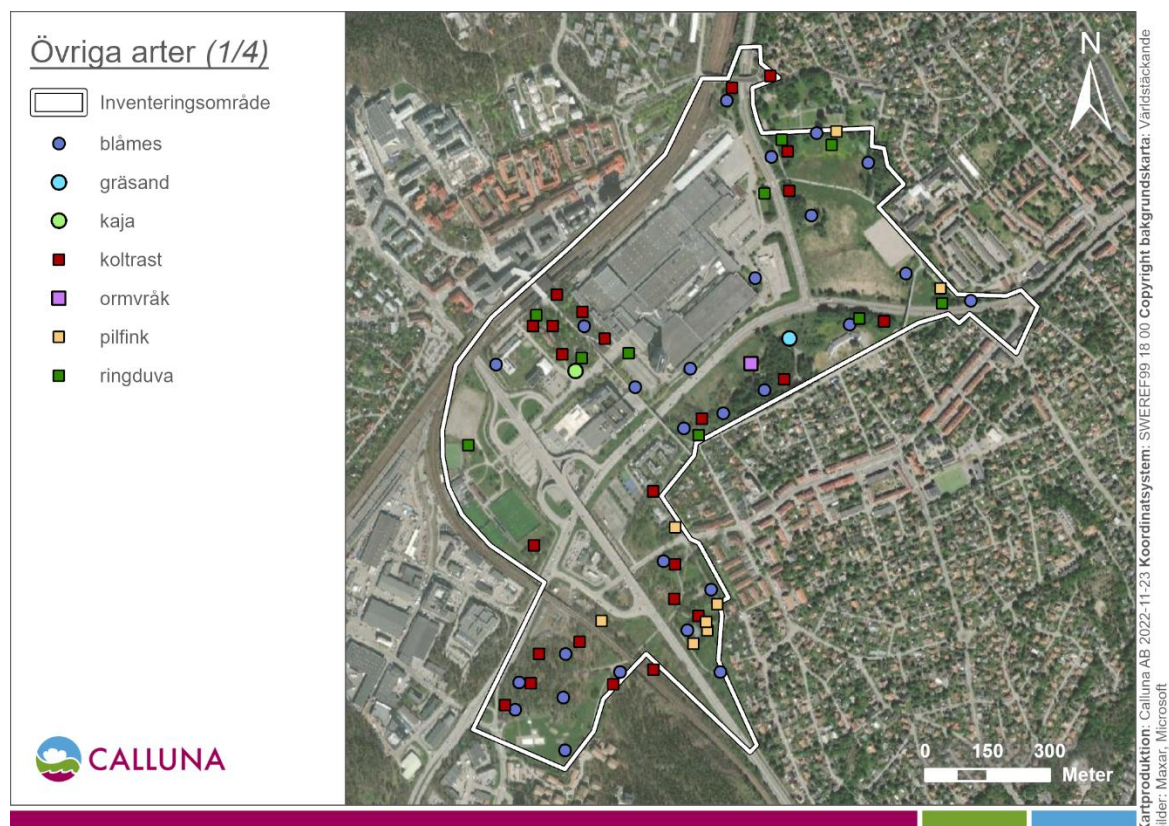 Övriga arter (1/4)
Inventeringsområde
blåmes
gräsand
kaja
koltrast
ormvråk
pilfink
ringduva
CALLUNA
N
0 150 300
Meter
Kartproduktion: Calluna AB 2022-11-23 Koordinatsystem: SWEREF99 18 00 Copyright bakgrundskarta: Världstäckande
bilder: Maxar, Microsoft